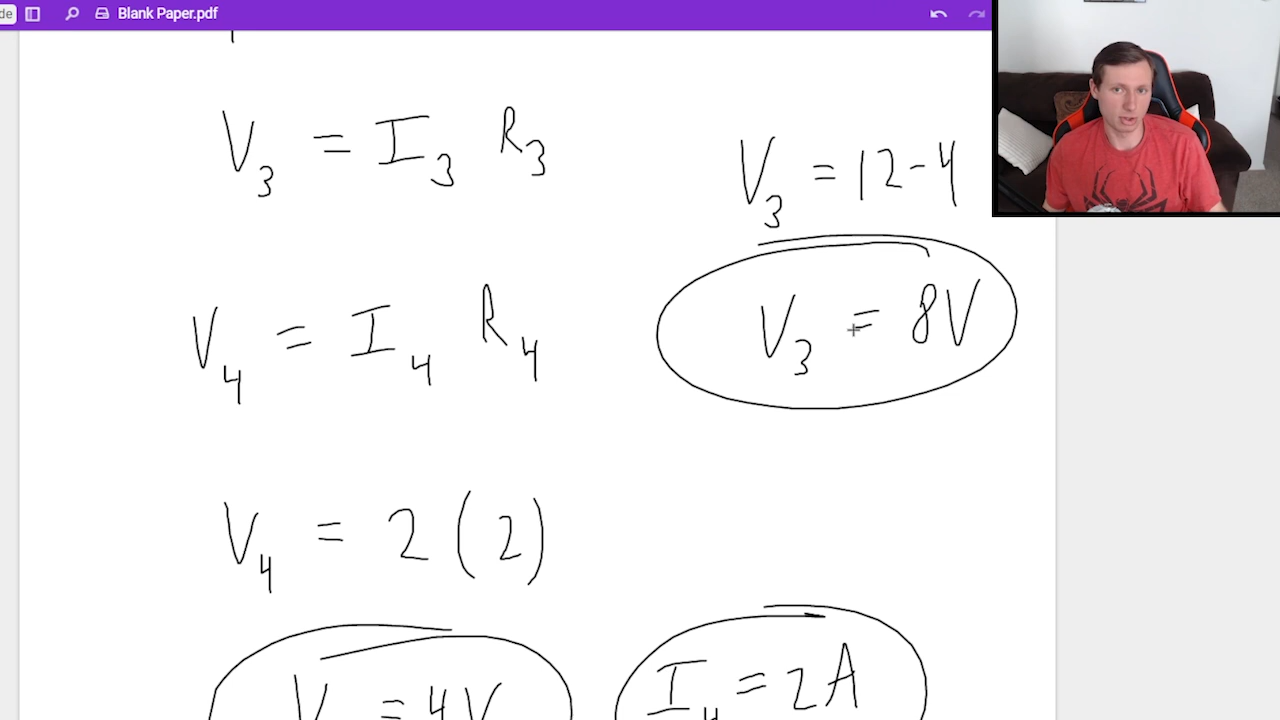 Blank Paper.pdf
V₃ = I₃ R₃
V₃ = 12 - 4
V₃ = 8V
V₄ = I₄ R₄
V₄ = 2 (2)
V = 4V
I₄ = 2A